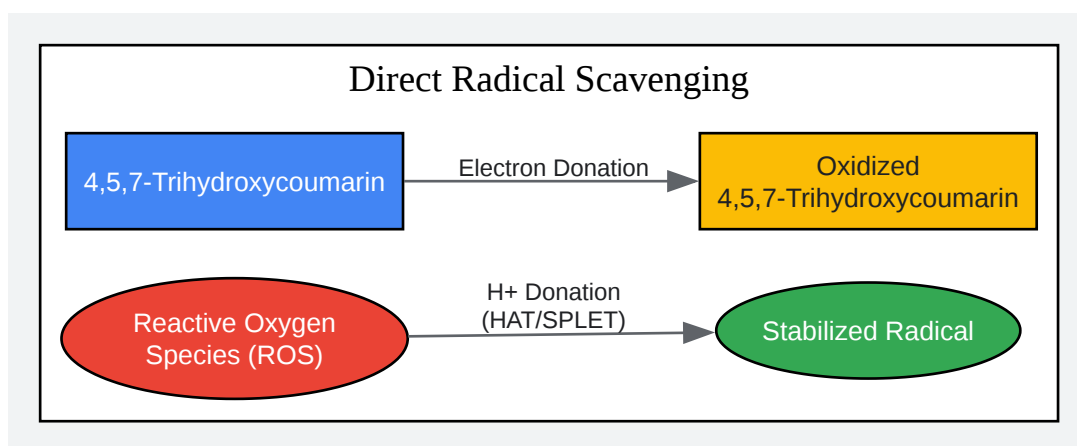 Direct Radical Scavenging
4,5,7-Trihydroxycoumarin
Electron Donation
Oxidized
4,5,7-Trihydroxycoumarin
Reactive Oxygen
Species (ROS)
H+ Donation
(HAT/SPLET)
Stabilized Radical